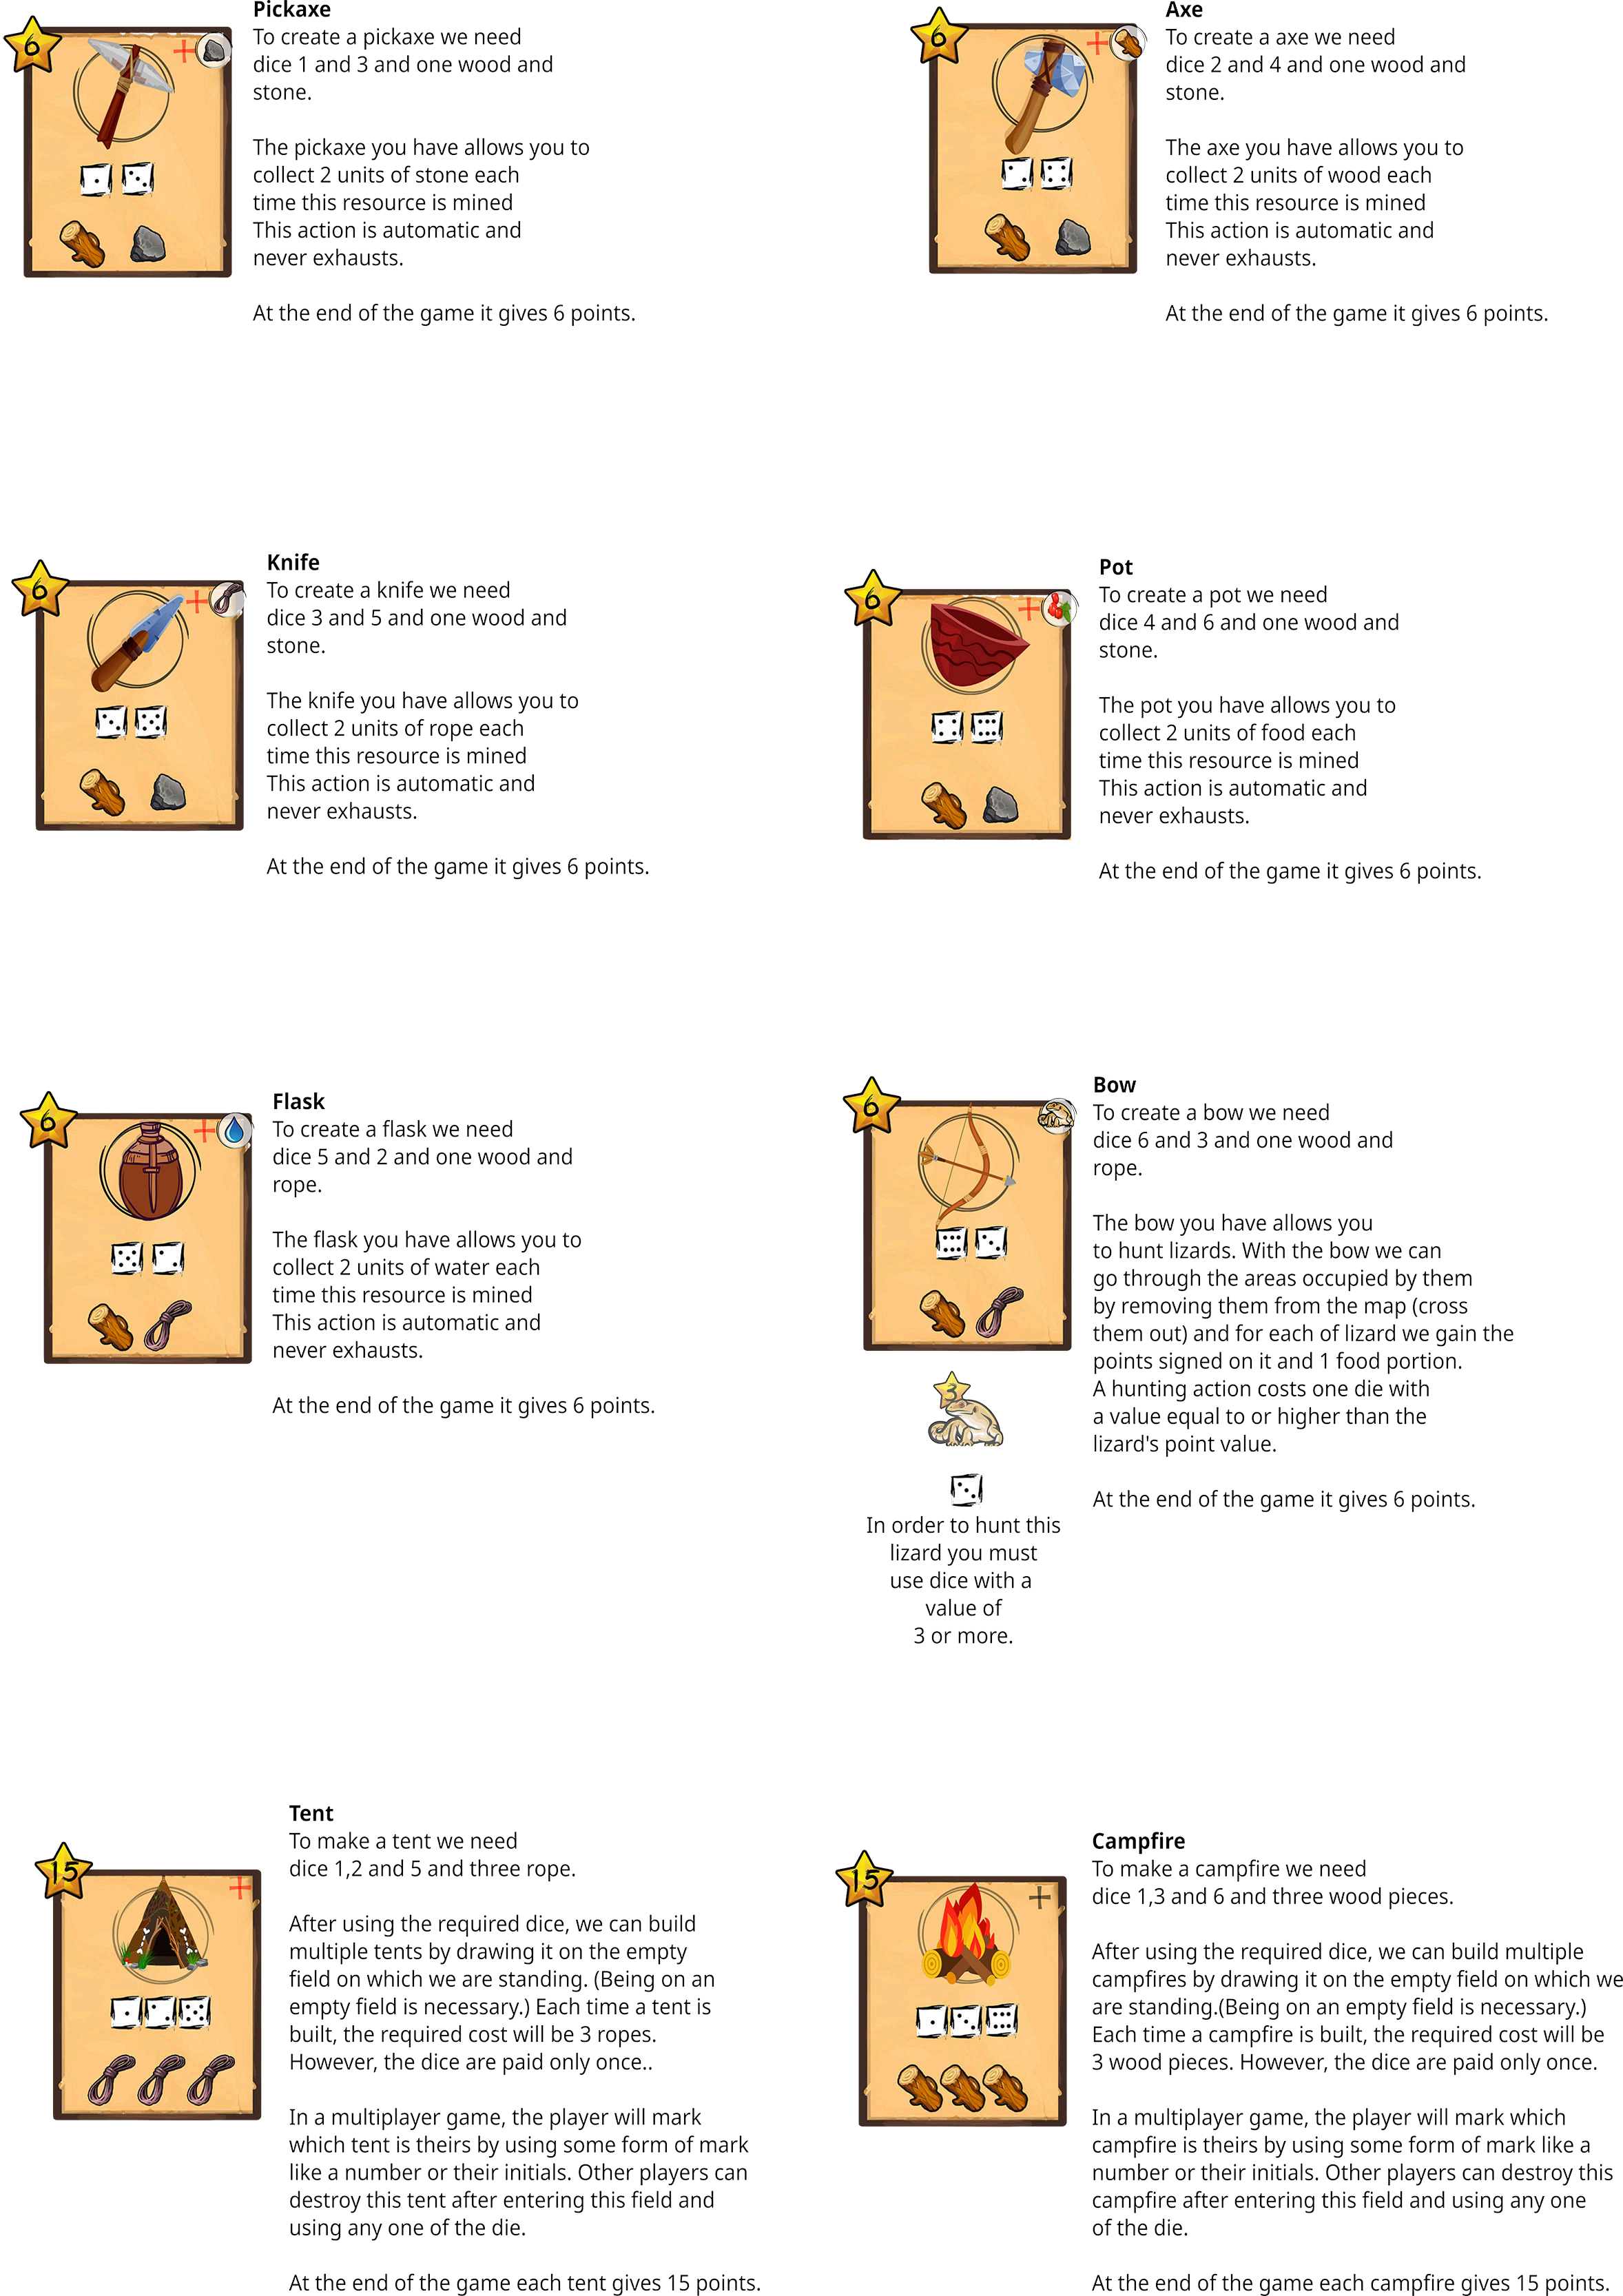 Pickaxe
6
To create a pickaxe we need
dice 1 and 3 and one wood and
stone.
The pickaxe you have allows you to
collect 2 units of stone each
time this resource is mined
This action is automatic and
never exhausts.
At the end of the game it gives 6 points.
Axe
6
To create a axe we need
dice 2 and 4 and one wood and
stone.
The axe you have allows you to
collect 2 units of wood each
time this resource is mined
This action is automatic and
never exhausts.
At the end of the game it gives 6 points.
Knife
6
To create a knife we need
dice 3 and 5 and one wood and
stone.
The knife you have allows you to
collect 2 units of rope each
time this resource is mined
This action is automatic and
never exhausts.
At the end of the game it gives 6 points.
Pot
6
To create a pot we need
dice 4 and 6 and one wood and
stone.
The pot you have allows you to
collect 2 units of food each
time this resource is mined
This action is automatic and
never exhausts.
At the end of the game it gives 6 points.
Flask
6
To create a flask we need
dice 5 and 2 and one wood and
rope.
The flask you have allows you to
collect 2 units of water each
time this resource is mined
This action is automatic and
never exhausts.
At the end of the game it gives 6 points.
Bow
6
To create a bow we need
dice 6 and 3 and one wood and
rope.
The bow you have allows you
to hunt lizards. With the bow we can
go through the areas occupied by them
by removing them from the map (cross
them out) and for each of lizard we gain the
points signed on it and 1 food portion.
A hunting action costs one die with
a value equal to or higher than the
lizard's point value.
At the end of the game it gives 6 points.
3
In order to hunt this
lizard you must
use dice with a
value of
3 or more.
Tent
15
To make a tent we need
dice 1,2 and 5 and three rope.
After using the required dice, we can build
multiple tents by drawing it on the empty
field on which we are standing. (Being on an
empty field is necessary.) Each time a tent is
built, the required cost will be 3 ropes.
However, the dice are paid only once..
In a multiplayer game, the player will mark
which tent is theirs by using some form of mark
like a number or their initials. Other players can
destroy this tent after entering this field and
using any one of the die.
At the end of the game each tent gives 15 points.
Campfire
15
To make a campfire we need
dice 1,3 and 6 and three wood pieces.
After using the required dice, we can build multiple
campfires by drawing it on the empty field on which we
are standing.(Being on an empty field is necessary.)
Each time a campfire is built, the required cost will be
3 wood pieces. However, the dice are paid only once.
In a multiplayer game, the player will mark which
campfire is theirs by using some form of mark like a
number or their initials. Other players can destroy this
campfire after entering this field and using any one
of the die.
At the end of the game each campfire gives 15 points.